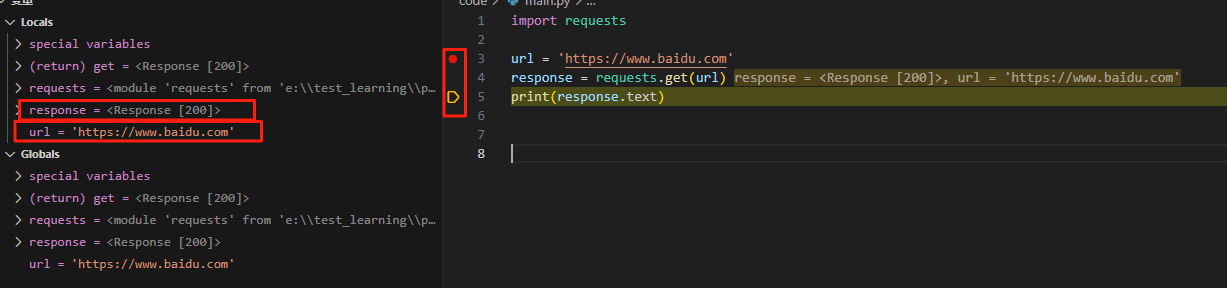 Locals
> special variables
> (return) get = <Response [200]>
> requests = <module 'requests' from 'e:\\test_learning\\p…
> response = <Response [200]>
url = 'https://www.baidu.com'
Globals
> special variables
> (return) get = <Response [200]>
> requests = <module 'requests' from 'e:\\test_learning\\p…
> response = <Response [200]>
url = 'https://www.baidu.com'
code > main.py > ...
1 import requests
2
3 url = 'https://www.baidu.com'
4 response = requests.get(url) response = <Response [200]>, url = 'https://www.baidu.com'
5 print(response.text)
6
7
8